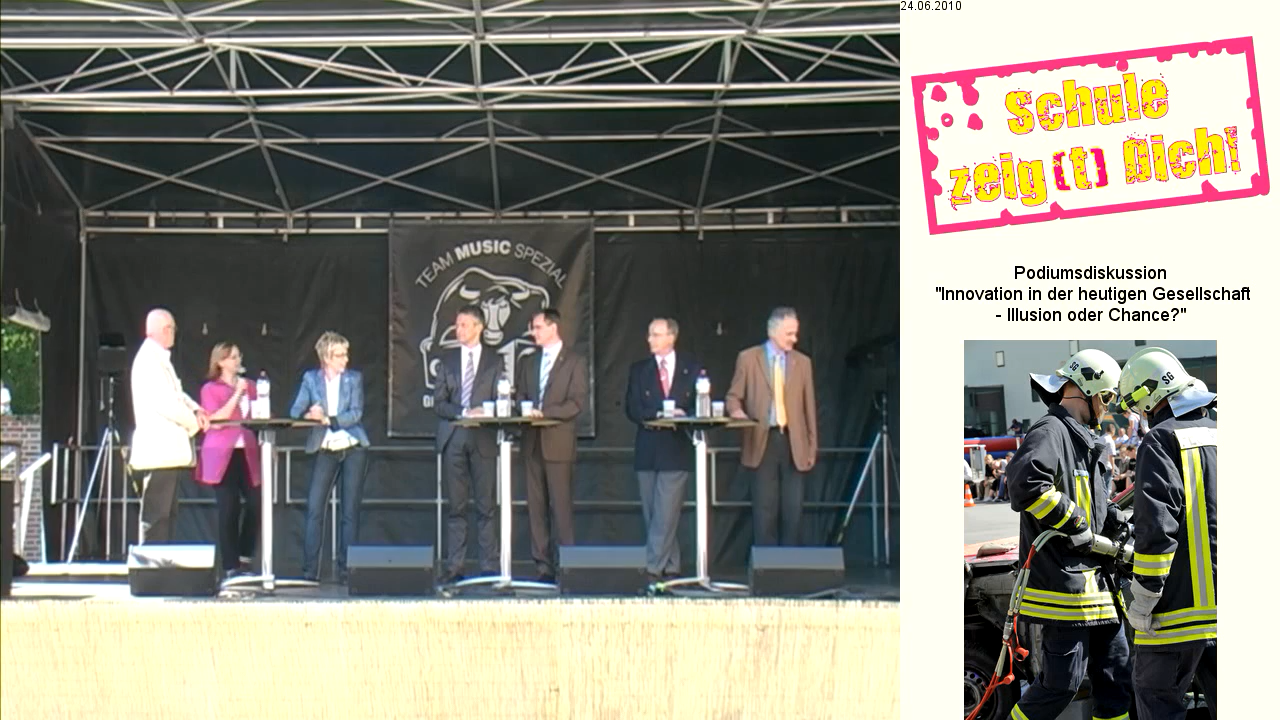 24.06.2010
schule
zeig(t) Dich!
Podiumsdiskussion
"Innovation in der heutigen Gesellschaft
- Illusion oder Chance?"
TEAM MUSIC SPEZIAL
SG
SG